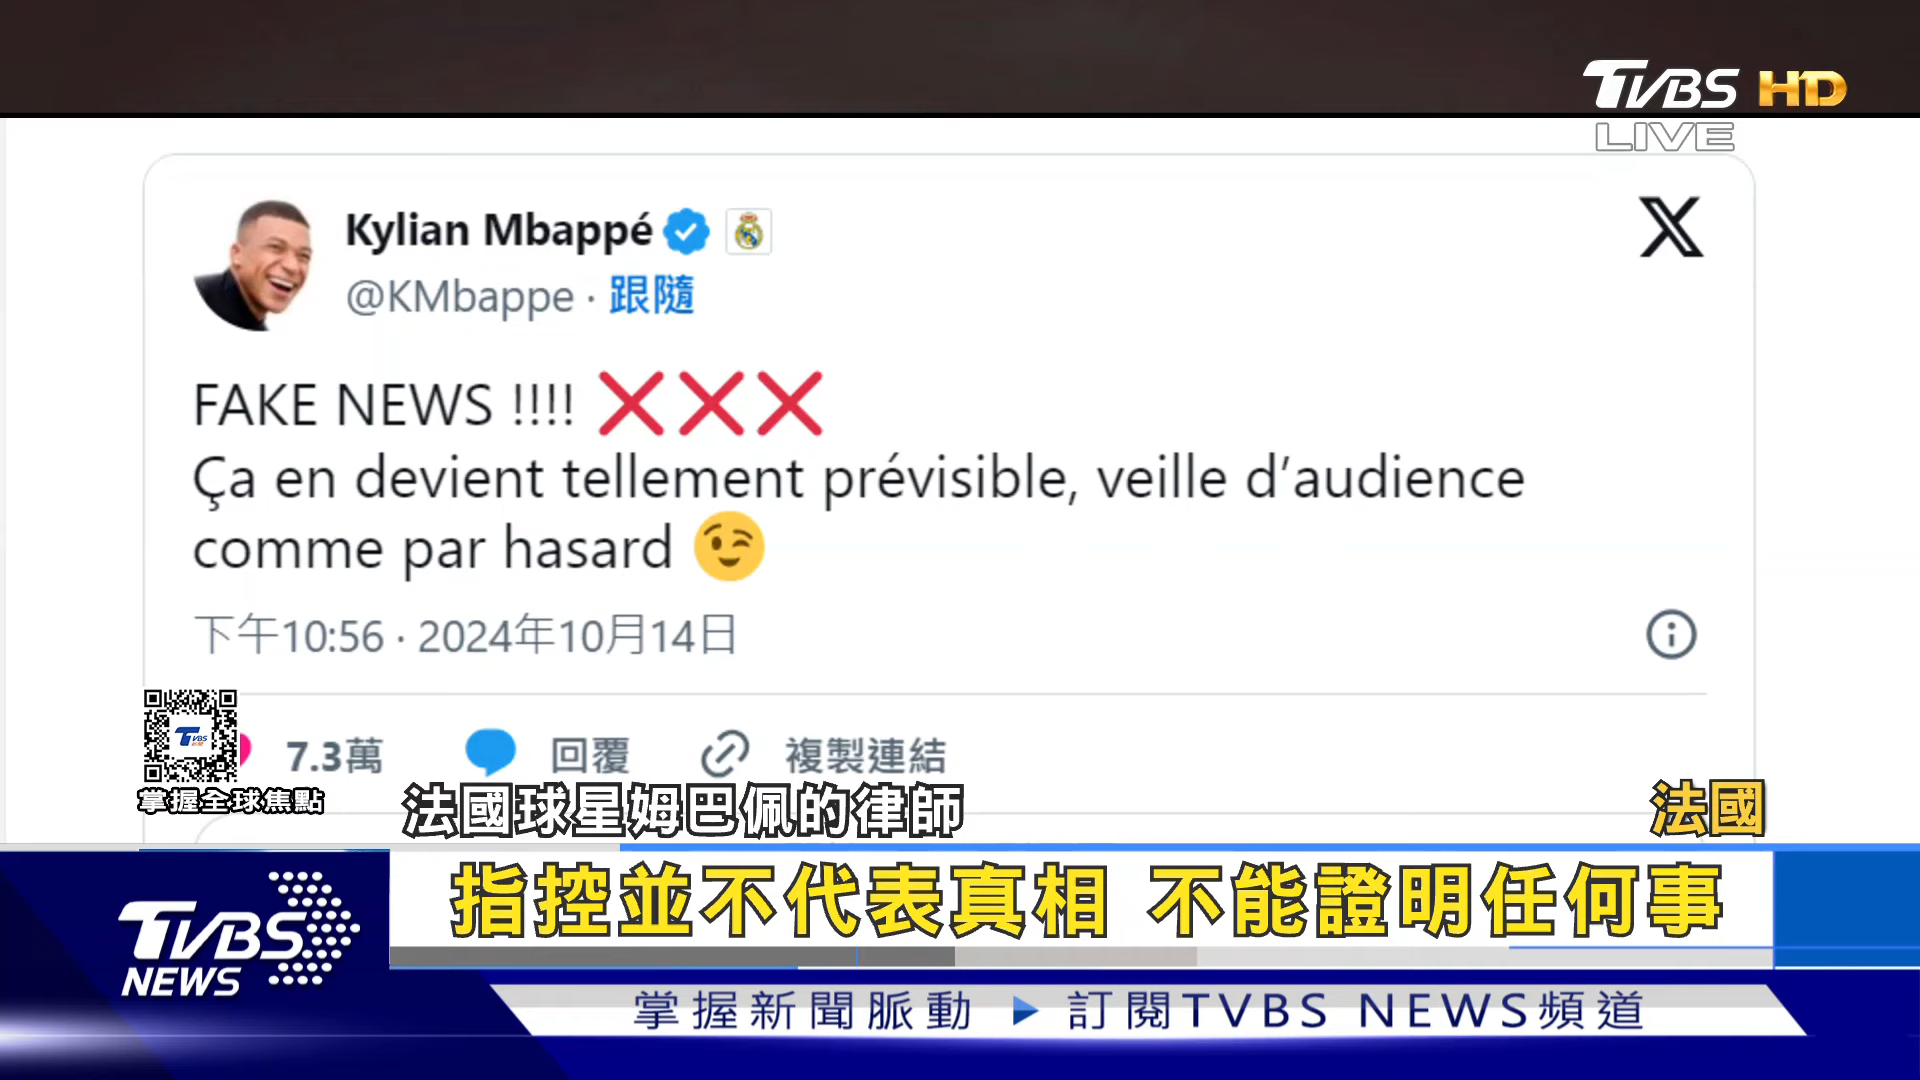 TVBS HD
LIVE
Kylian Mbappé
@KMbappe · 跟隨
FAKE NEWS !!!! ❌❌❌
Ça en devient tellement prévisible, veille d’audience
comme par hasard 😉
下午10:56 · 2024年10月14日
7.3萬 回覆 複製連結
TVBS
掌握全球焦點
法國球星姆巴佩的律師
法國
指控並不代表真相 不能證明任何事
TVBS
NEWS
掌握新聞脈動 ▶ 訂閱TVBS NEWS頻道